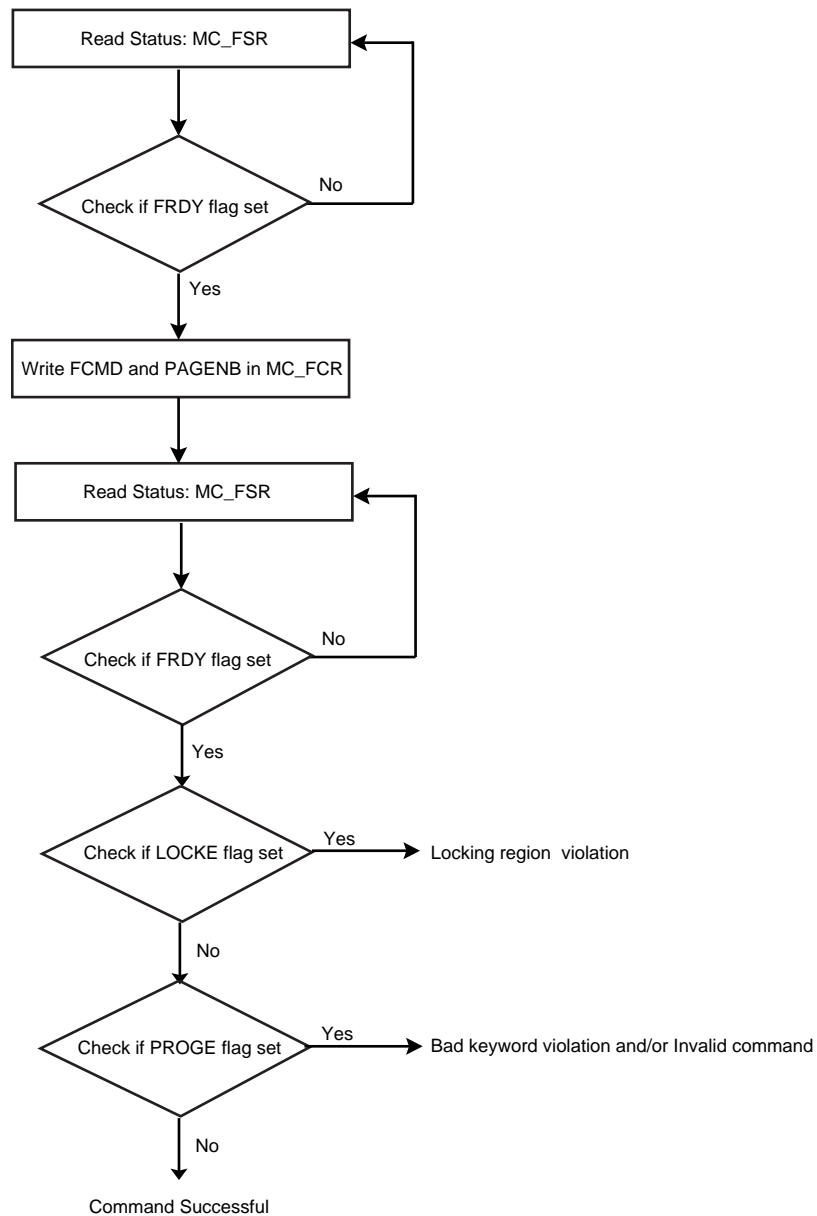 Read Status: MC_FSR
No
Check if FRDY flag set
Yes
Write FCMD and PAGENB in MC_FCR
Read Status: MC_FSR
No
Check if FRDY flag set
Yes
Check if LOCKE flag set
Yes
Locking region violation
No
Check if PROGE flag set
Yes
Bad keyword violation and/or Invalid command
No
Command Successful